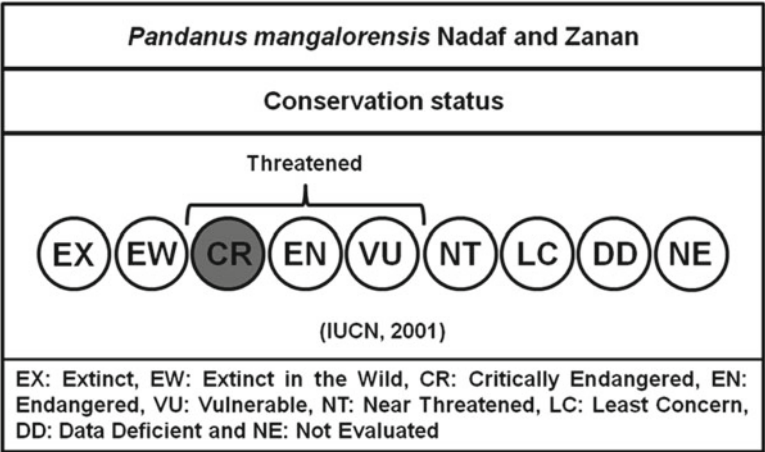 Pandanus mangalorensis Nadaf and Zanan
Conservation status
Threatened
EX EW CR EN VU NT LC DD NE
(IUCN, 2001)
EX: Extinct, EW: Extinct in the Wild, CR: Critically Endangered, EN:
Endangered, VU: Vulnerable, NT: Near Threatened, LC: Least Concern,
DD: Data Deficient and NE: Not Evaluated